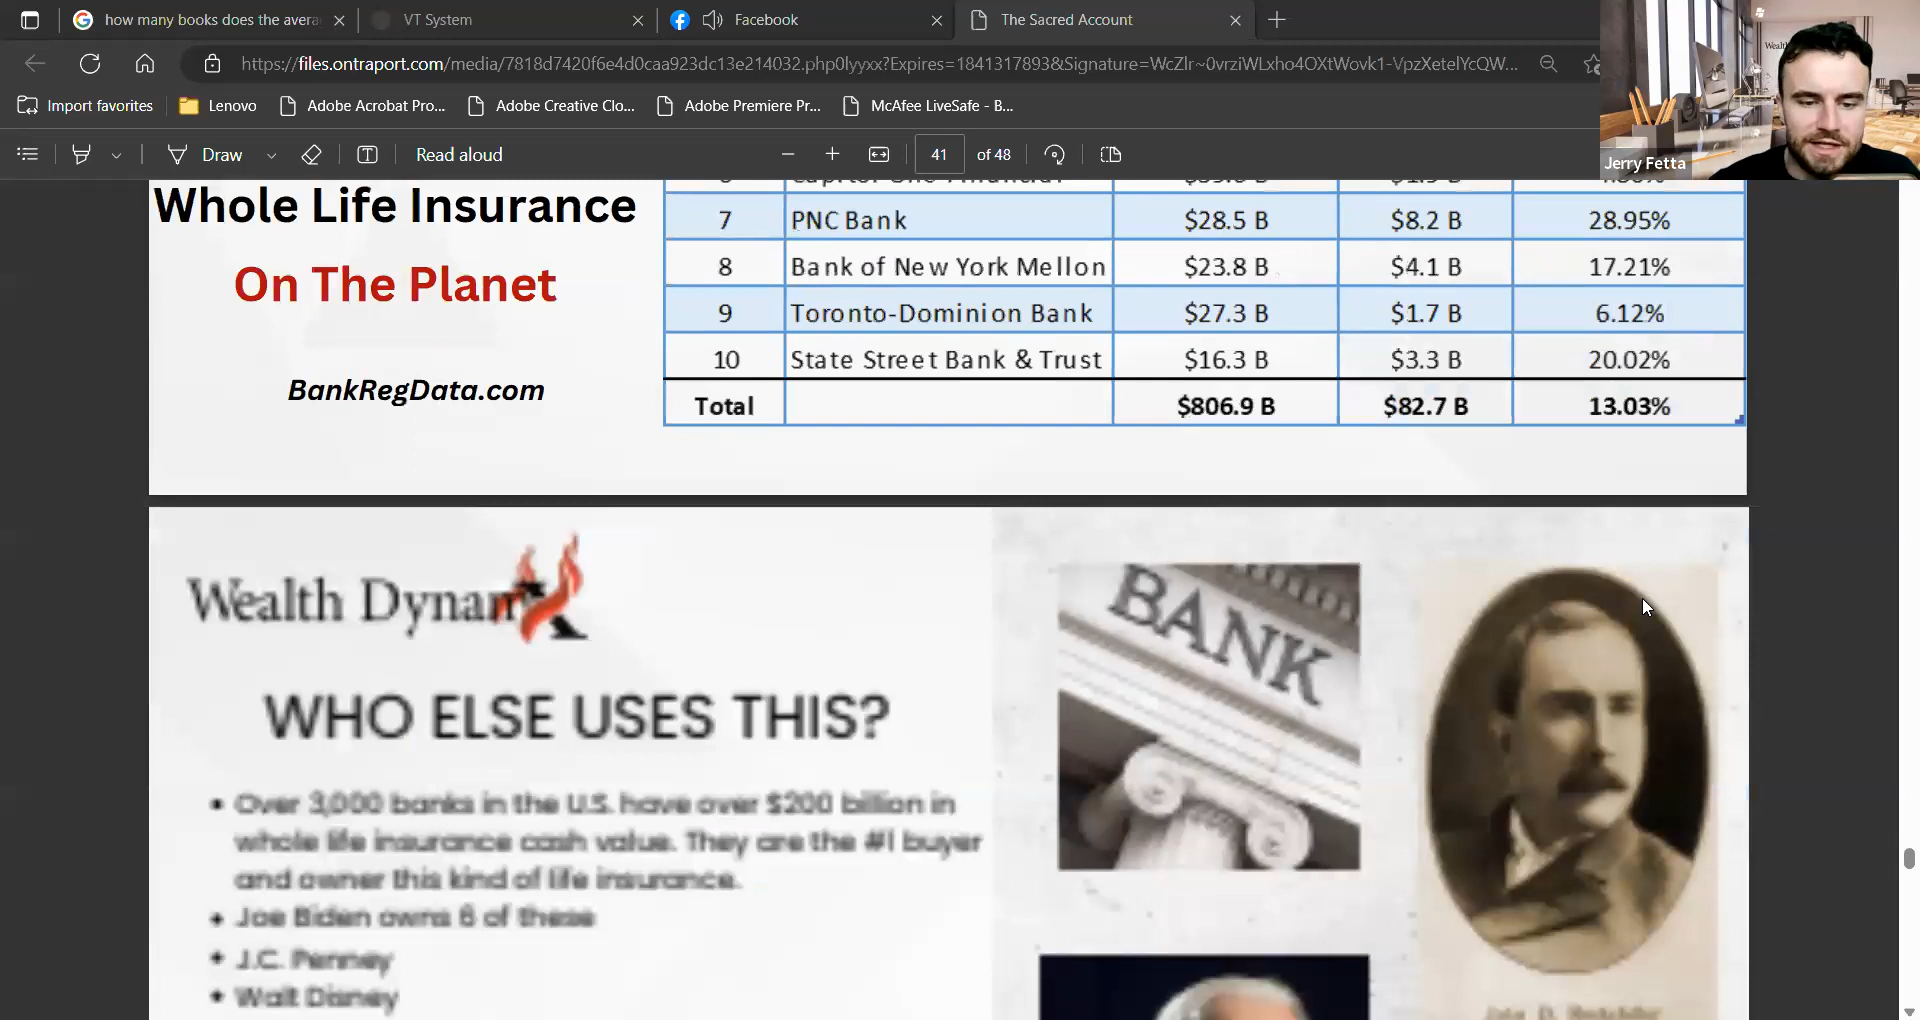 how many books does the avera
VT System
Facebook
The Sacred Account
https://files.ontraport.com/media/7818d7420f6e4d0caa923dc13e214032.php0lyyxx?Expires=1841317893&Signature=WcZlr~0vrziWLxho4OXtWovk1-VpzXetelYcQW...
Import favorites
Lenovo
Adobe Acrobat Pro...
Adobe Creative Clo...
Adobe Premiere Pr...
McAfee LiveSafe - B...
Draw
Read aloud
41 of 48
Jerry Fetta
Whole Life Insurance
On The Planet
BankRegData.com
7 PNC Bank $28.5 B $8.2 B 28.95%
8 Bank of New York Mellon $23.8 B $4.1 B 17.21%
9 Toronto-Dominion Bank $27.3 B $1.7 B 6.12%
10 State Street Bank & Trust $16.3 B $3.3 B 20.02%
Total $806.9 B $82.7 B 13.03%
Wealth DynamX
WHO ELSE USES THIS?
• Over 3,000 banks in the U.S. have over $200 billion in
whole life insurance cash value. They are the #1 buyer
and owner this kind of life insurance.
• Joe Biden owns 6 of these
• J.C. Penney
• Walt Disney
BANK